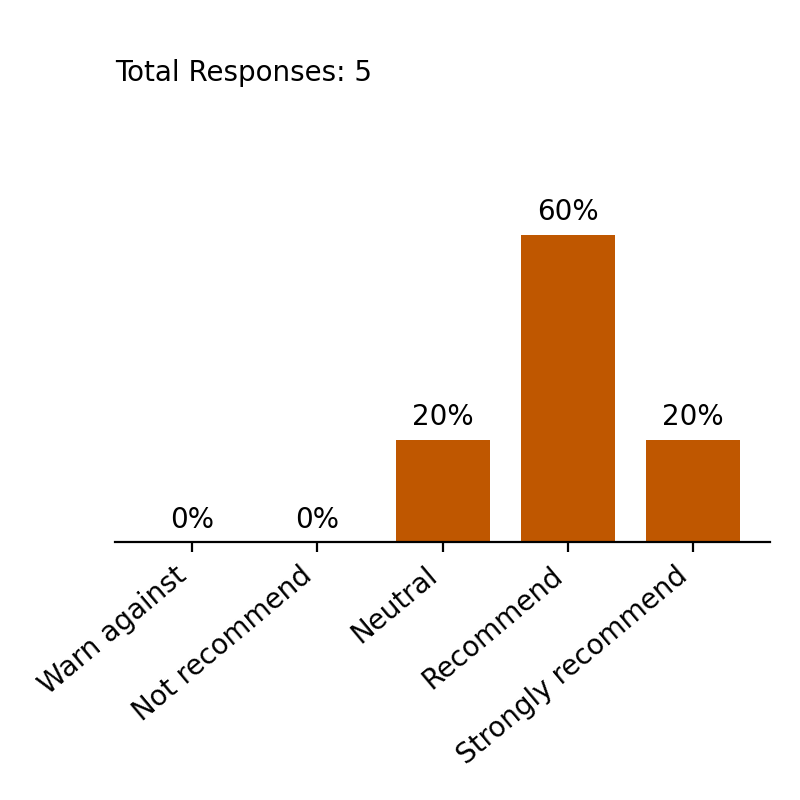 Total Responses: 5
60%
20%
20%
0%
0%
Warn against
Not recommend
Neutral
Recommend
Strongly recommend